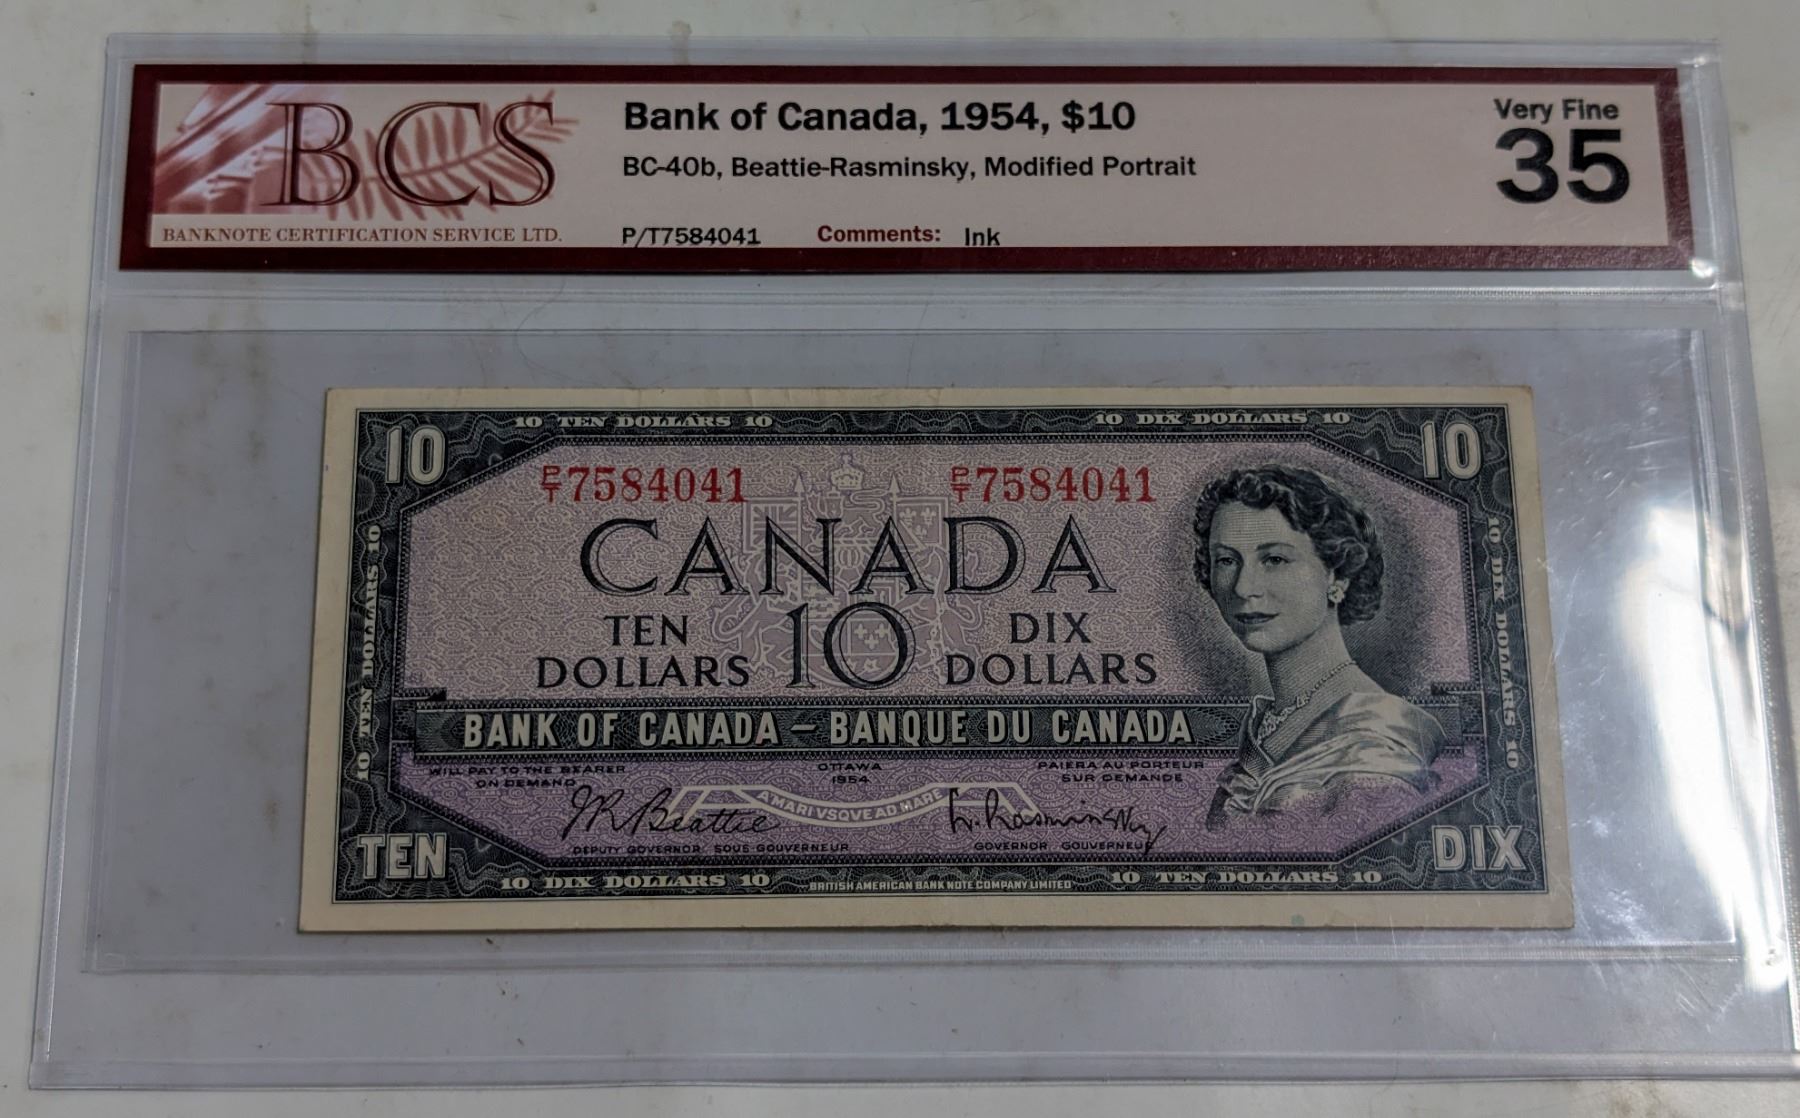 BCS
BANKNOTE CERTIFICATION SERVICE LTD.
Bank of Canada, 1954, $10
BC-40b, Beattie-Rasminsky, Modified Portrait
P/T7584041 Comments: Ink
Very Fine
35
10 TEN DOLLARS 10 10 DIX DOLLARS 10
10 10
P/T 7584041 P/T 7584041
CANADA
TEN DOLLARS 10 DIX DOLLARS
10 TEN DOLLARS 10
10 DIX DOLLARS 10
BANK OF CANADA – BANQUE DU CANADA
WILL PAY TO THE BEARER ON DEMAND
OTTAWA 1954
PAIERA AU PORTEUR SUR DEMANDE
A MARI VSQVE AD MARE
JR Beattie L. Rasminsky
DEPUTY GOVERNOR SOUS-GOUVERNEUR GOVERNOR GOUVERNEUR
TEN DIX
10 DIX DOLLARS 10 BRITISH AMERICAN BANK NOTE COMPANY LIMITED 10 TEN DOLLARS 10